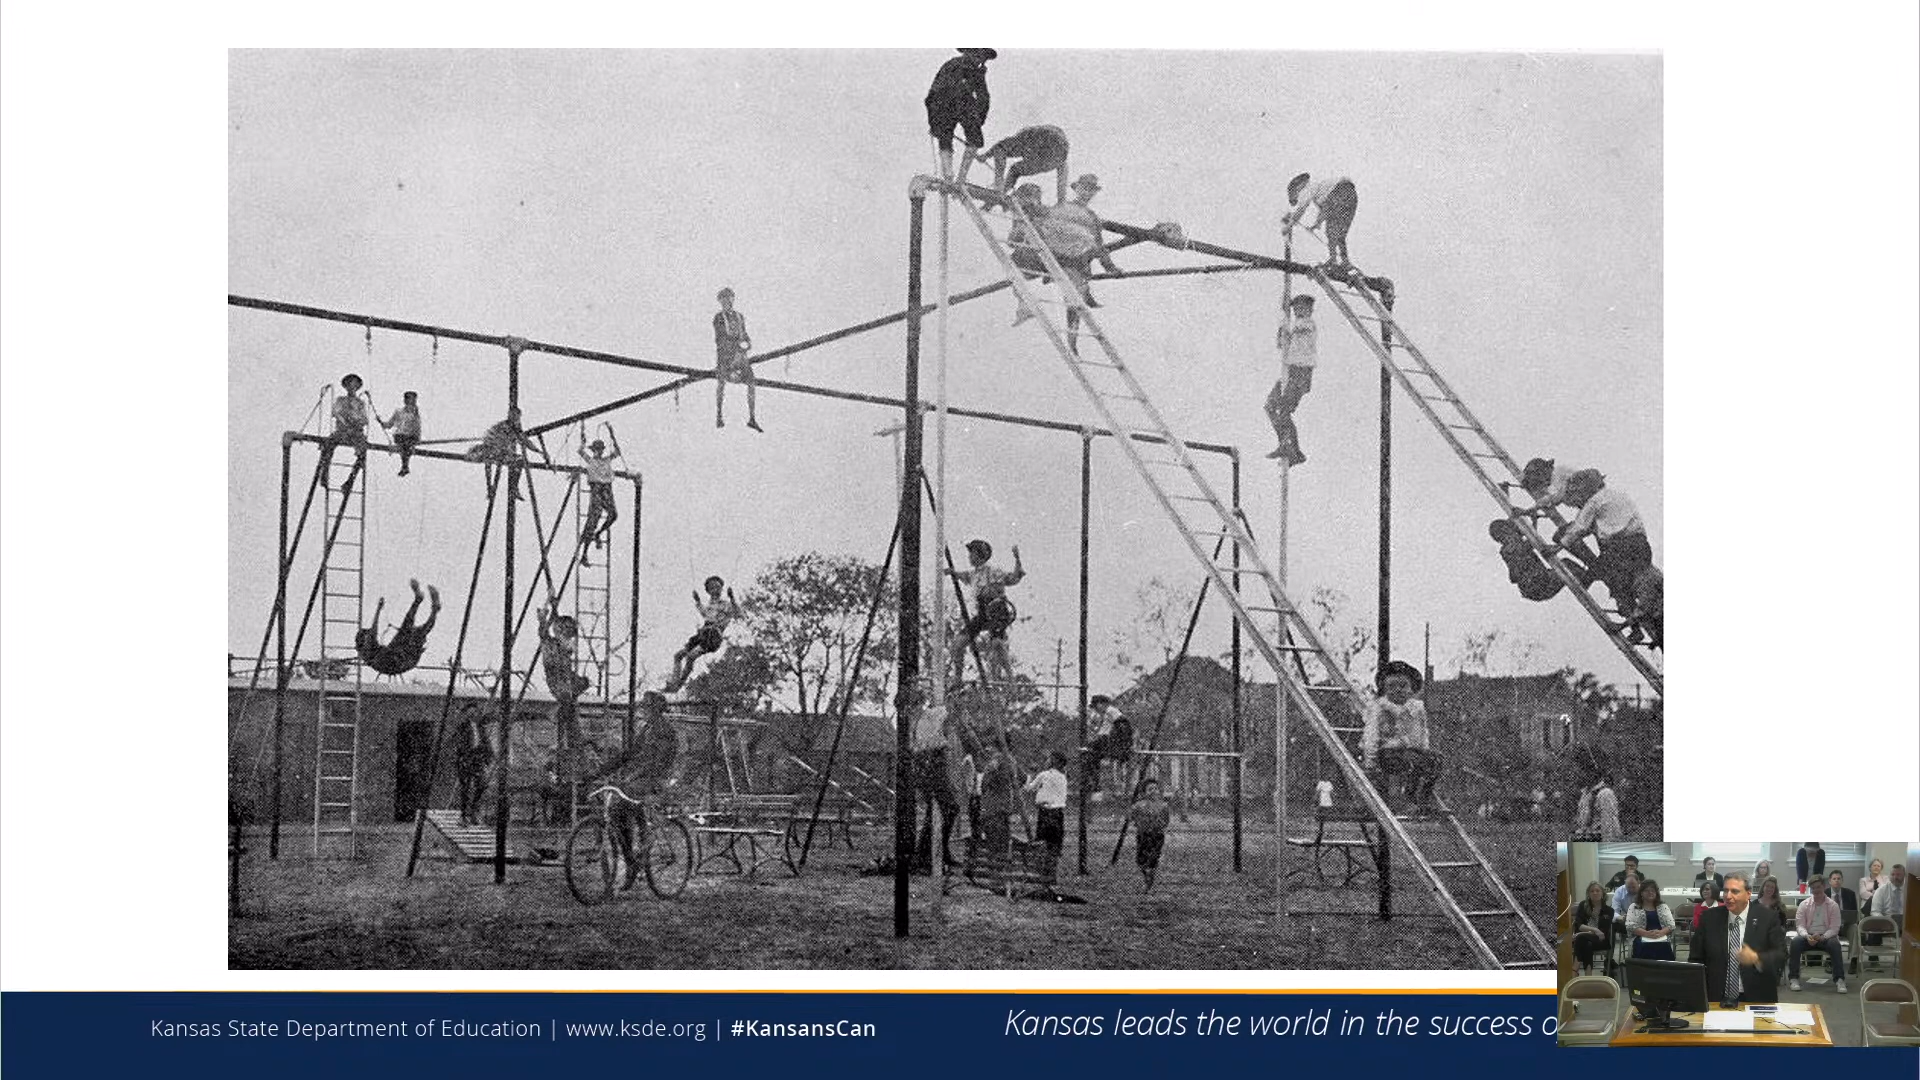 Kansas State Department of Education | www.ksde.org | #KansansCan
Kansas leads the world in the success